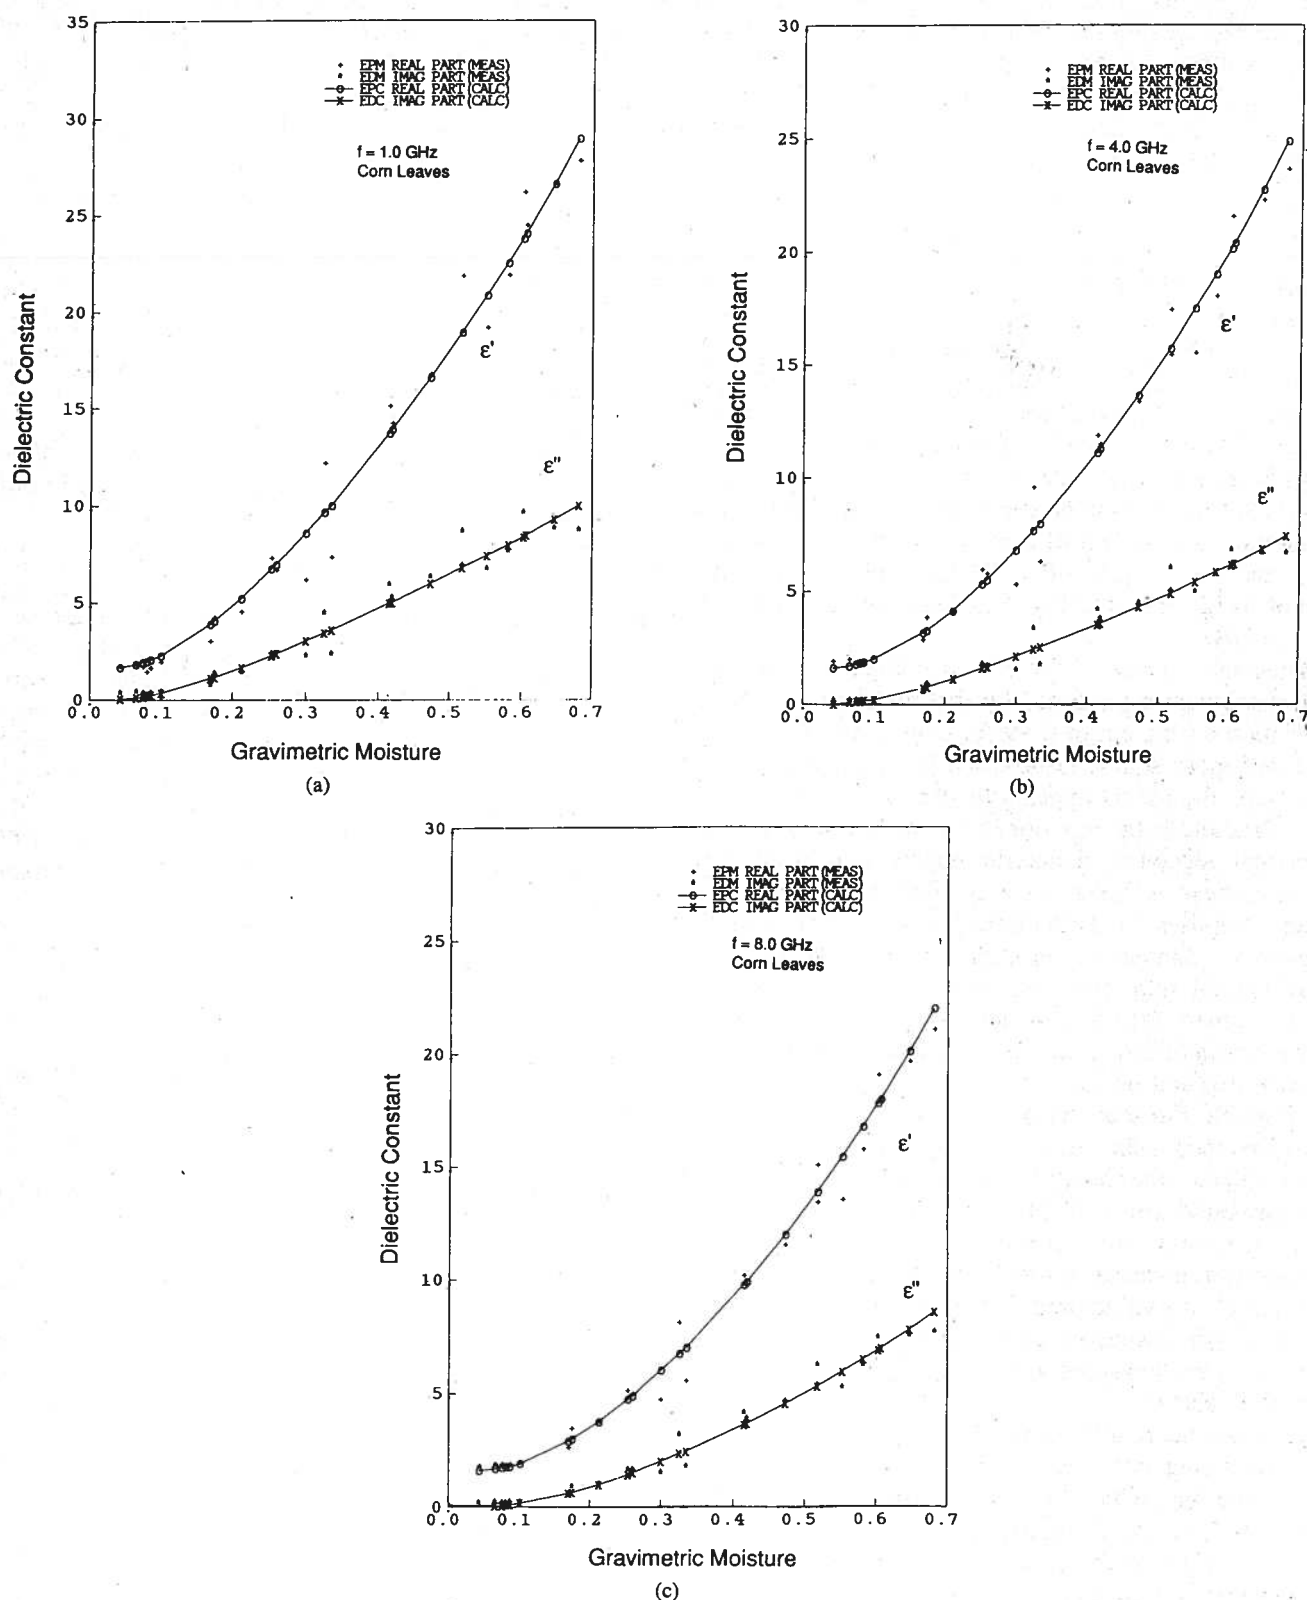 35
30
25
20
15
10
5
0
0.0 0.1 0.2 0.3 0.4 0.5 0.6 0.7
Dielectric Constant
EPM REAL PART(MEAS)
EDM IMAG PART(MEAS)
EPC REAL PART(CALC)
EDC IMAG PART(CALC)
f = 1.0 GHz
Corn Leaves
ε'
ε"
Gravimetric Moisture
(a)
30
25
20
15
10
5
0
0.0 0.1 0.2 0.3 0.4 0.5 0.6 0.7
Dielectric Constant
EPM REAL PART(MEAS)
EDM IMAG PART(MEAS)
EPC REAL PART(CALC)
EDC IMAG PART(CALC)
f = 4.0 GHz
Corn Leaves
ε'
ε"
Gravimetric Moisture
(b)
30
25
20
15
10
5
0
0.0 0.1 0.2 0.3 0.4 0.5 0.6 0.7
Dielectric Constant
EPM REAL PART(MEAS)
EDM IMAG PART(MEAS)
EPC REAL PART(CALC)
EDC IMAG PART(CALC)
f = 8.0 GHz
Corn Leaves
ε'
ε"
Gravimetric Moisture
(c)